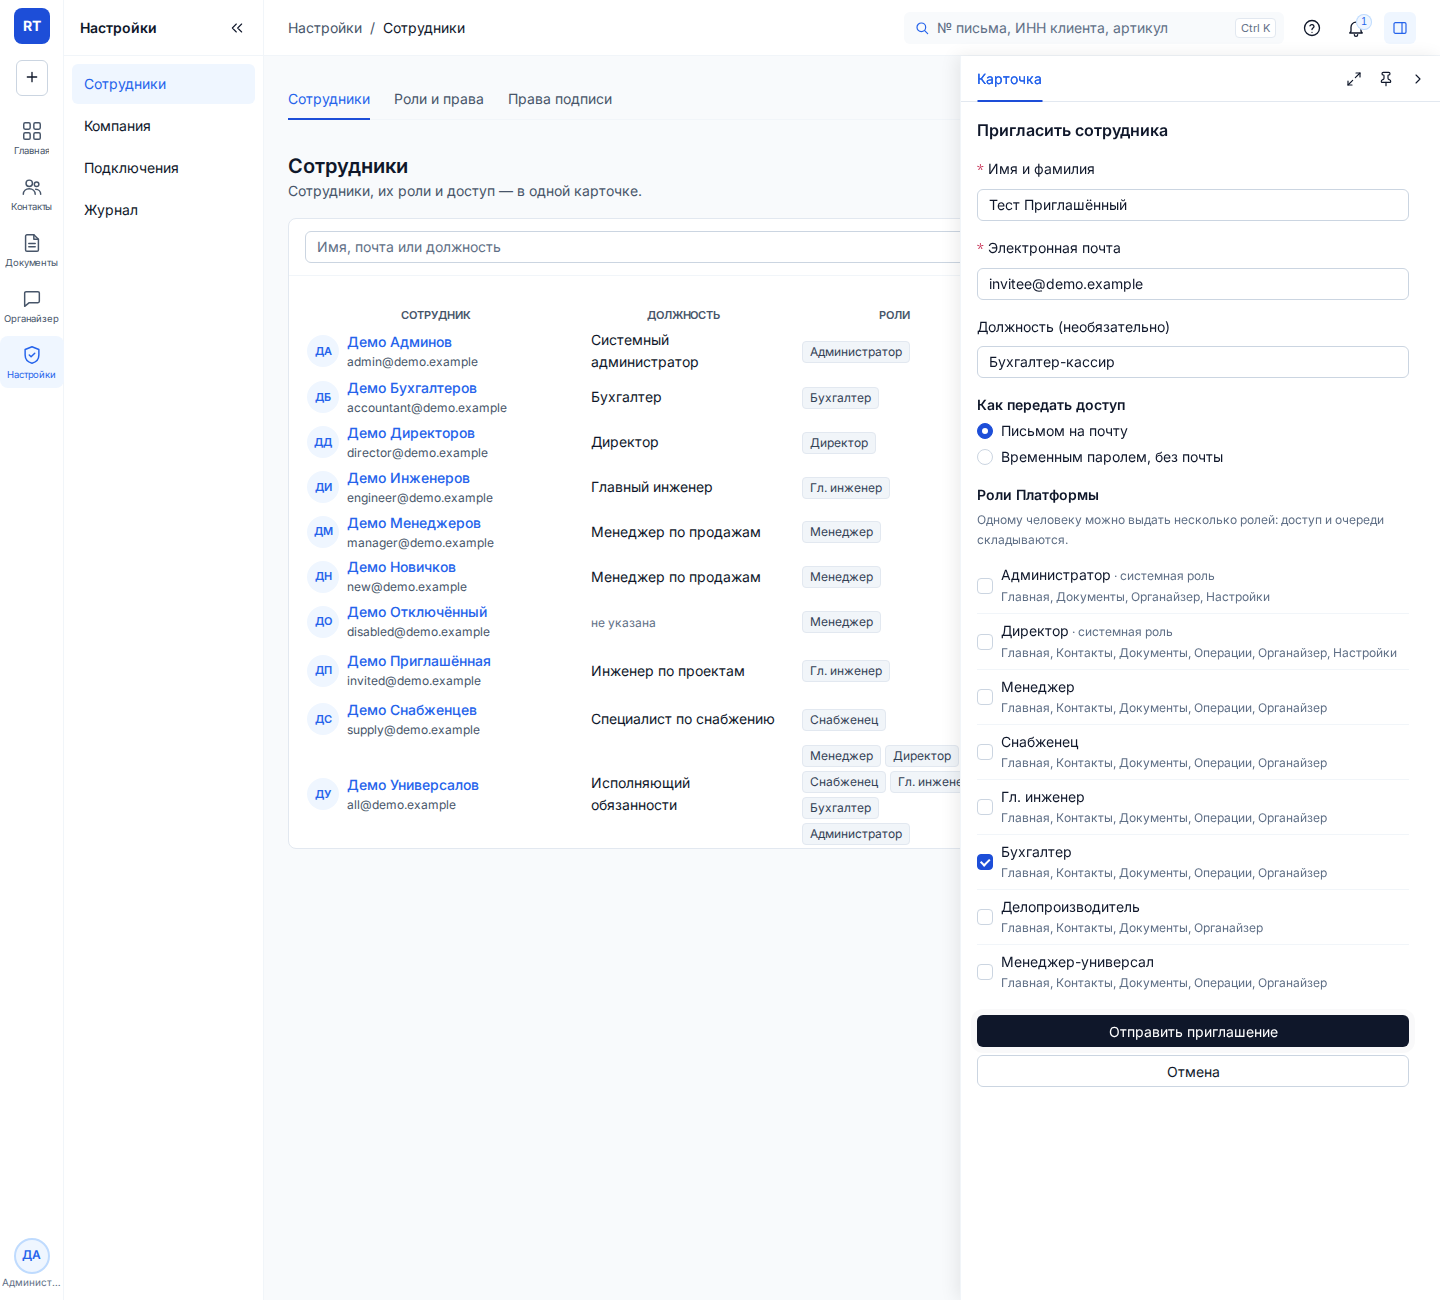 RT
Главная
Контакты
Документы
Органайзер
Настройки
ДА
Админист...
Настройки
Сотрудники
Компания
Подключения
Журнал
Настройки / Сотрудники
№ письма, ИНН клиента, артикул
Ctrl K
1
Сотрудники Роли и права Права подписи
Сотрудники
Сотрудники, их роли и доступ — в одной карточке.
Имя, почта или должность
СОТРУДНИК ДОЛЖНОСТЬ РОЛИ
ДА Демо Админов
admin@demo.example
Системный
администратор
Администратор
ДБ Демо Бухгалтеров
accountant@demo.example
Бухгалтер
Бухгалтер
ДД Демо Директоров
director@demo.example
Директор
Директор
ДИ Демо Инженеров
engineer@demo.example
Главный инженер
Гл. инженер
ДМ Демо Менеджеров
manager@demo.example
Менеджер по продажам
Менеджер
ДН Демо Новичков
new@demo.example
Менеджер по продажам
Менеджер
ДО Демо Отключённый
disabled@demo.example
не указана
Менеджер
ДП Демо Приглашённая
invited@demo.example
Инженер по проектам
Гл. инженер
ДС Демо Снабженцев
supply@demo.example
Специалист по снабжению
Снабженец
ДУ Демо Универсалов
all@demo.example
Исполняющий
обязанности
Менеджер Директор
Снабженец Гл. инжене
Бухгалтер
Администратор
Карточка
Пригласить сотрудника
* Имя и фамилия
Тест Приглашённый
* Электронная почта
invitee@demo.example
Должность (необязательно)
Бухгалтер-кассир
Как передать доступ
Письмом на почту
Временным паролем, без почты
Роли Платформы
Одному человеку можно выдать несколько ролей: доступ и очереди
складываются.
Администратор · системная роль
Главная, Документы, Органайзер, Настройки
Директор · системная роль
Главная, Контакты, Документы, Операции, Органайзер, Настройки
Менеджер
Главная, Контакты, Документы, Операции, Органайзер
Снабженец
Главная, Контакты, Документы, Операции, Органайзер
Гл. инженер
Главная, Контакты, Документы, Операции, Органайзер
Бухгалтер
Главная, Контакты, Документы, Операции, Органайзер
Делопроизводитель
Главная, Контакты, Документы, Органайзер
Менеджер-универсал
Главная, Контакты, Документы, Операции, Органайзер
Отправить приглашение
Отмена